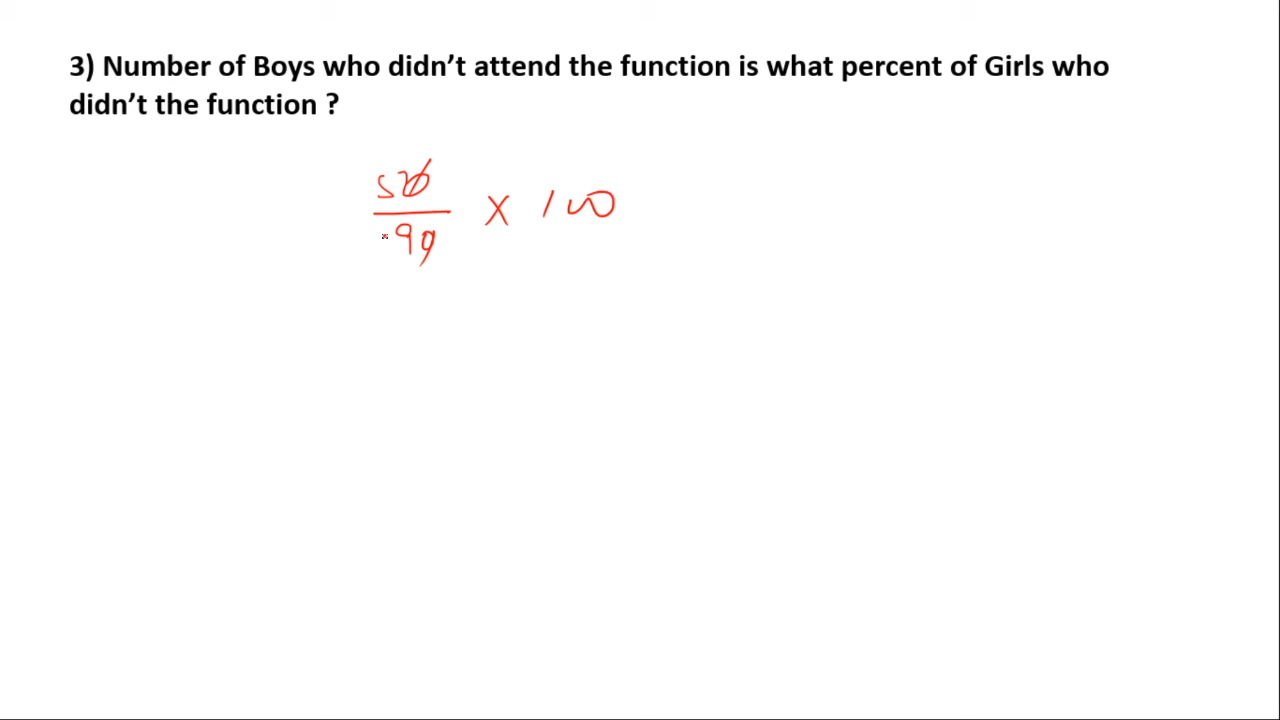 3) Number of Boys who didn't attend the function is what percent of Girls who
didn't the function ?
520
90
X 100